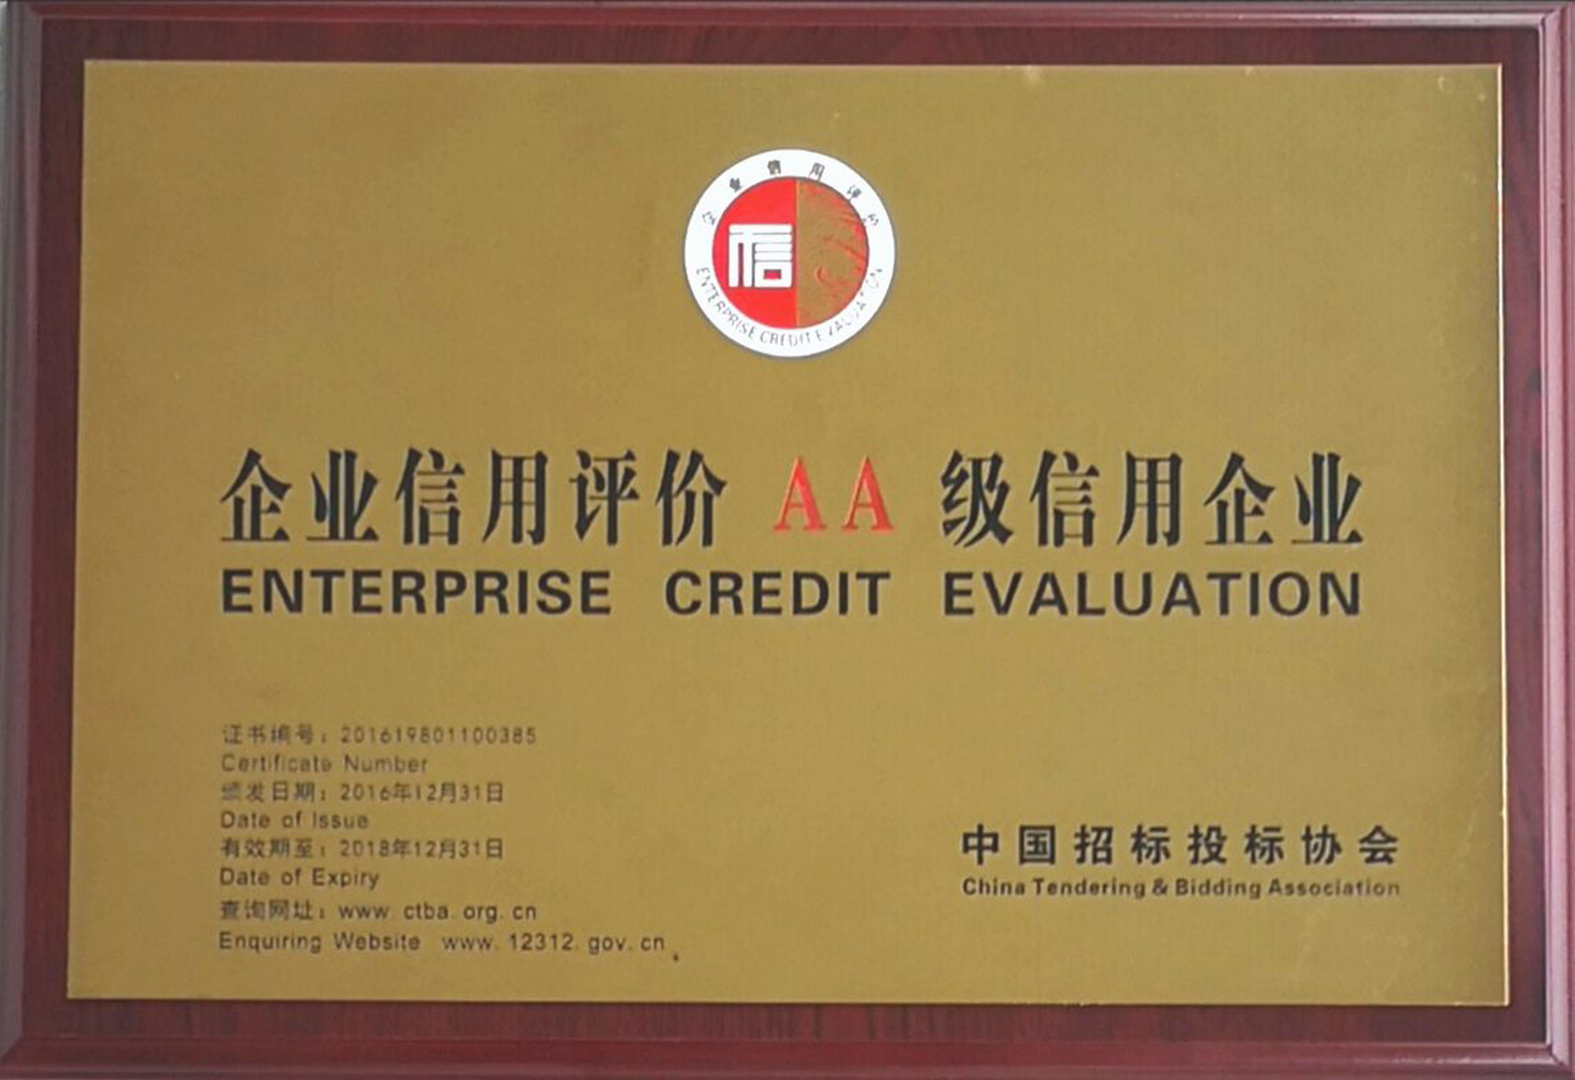 企业信用评价
ENTERPRISE CREDIT EVALUATION
信
企业信用评价 AA 级信用企业
ENTERPRISE CREDIT EVALUATION
证书编号：201619801100385
Certificate Number
颁发日期：2016年12月31日
Date of Issue
有效期至：2018年12月31日
Date of Expiry
查询网址：www.ctba.org.cn
Enquiring Website www.12312.gov.cn
中国招标投标协会
China Tendering & Bidding Association